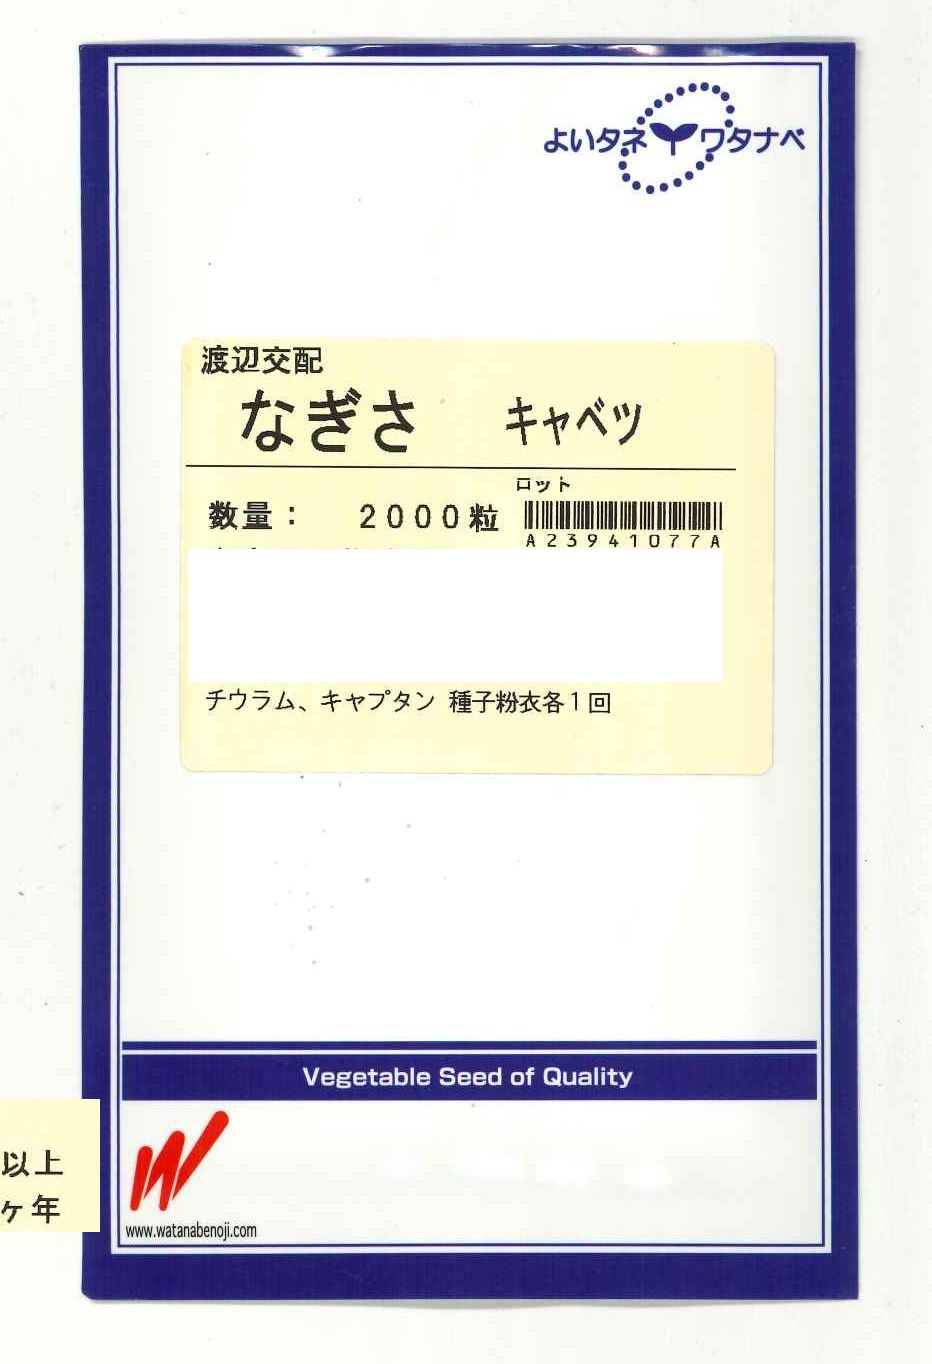 よいタネ ワタナベ
渡辺交配
なぎさ キャベツ
ロット
数量： 2000粒
A23941077A
チウラム、キャプタン 種子粉衣各1回
Vegetable Seed of Quality
以上
ヶ年
www.watanabenoji.com